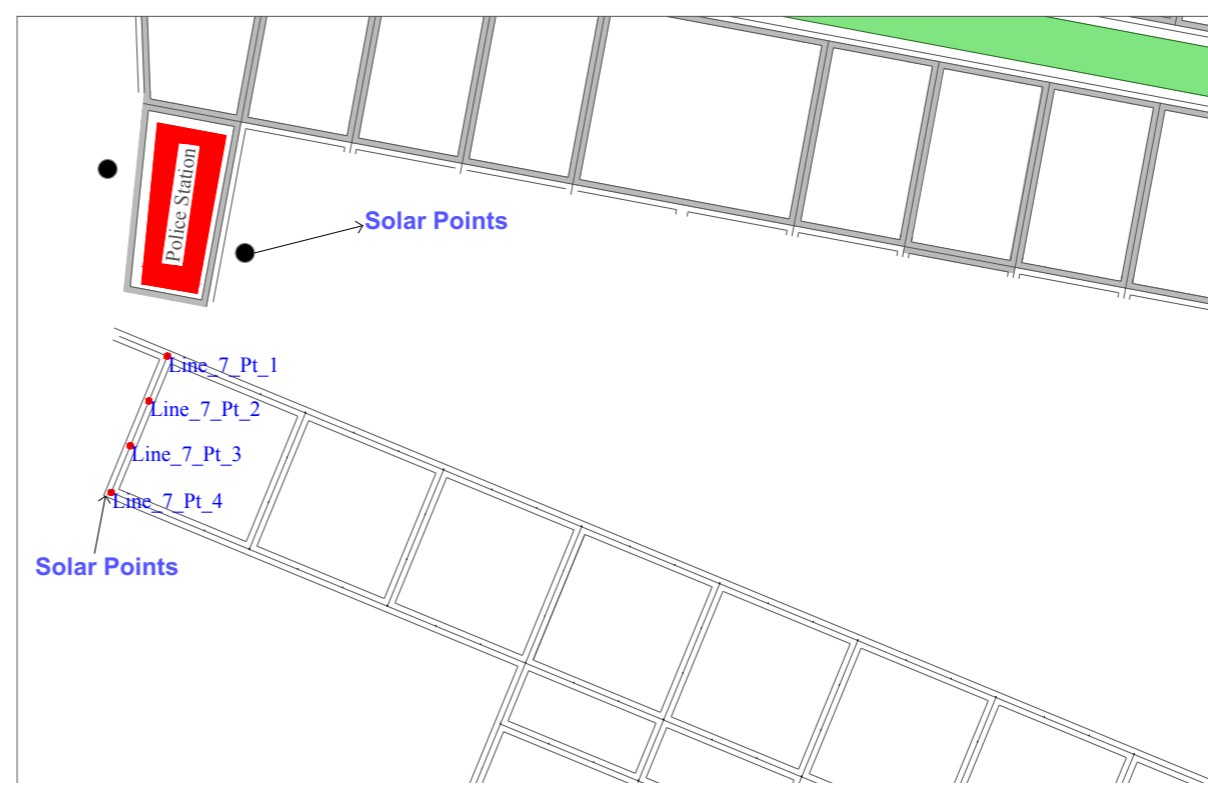 Police Station
Solar Points
Line_7_Pt_1
Line_7_Pt_2
Line_7_Pt_3
Line_7_Pt_4
Solar Points